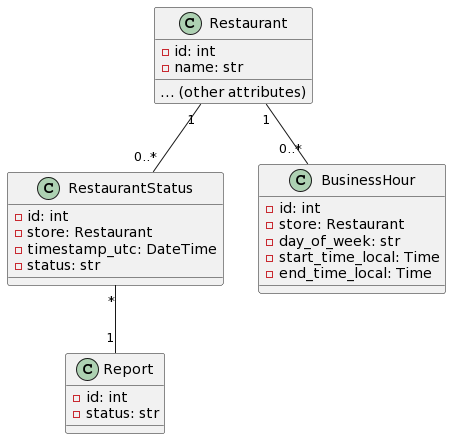 C Restaurant
id: int
name: str
... (other attributes)
1
1
0..*
0..*
C RestaurantStatus
id: int
store: Restaurant
timestamp_utc: DateTime
status: str
C BusinessHour
id: int
store: Restaurant
day_of_week: str
start_time_local: Time
end_time_local: Time
*
1
C Report
id: int
status: str